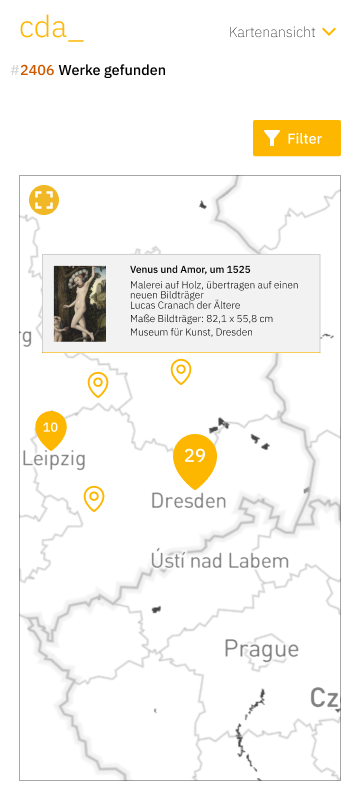 cda_
Kartenansicht
#2406 Werke gefunden
Filter
Venus und Amor, um 1525
Malerei auf Holz, übertragen auf einen
neuen Bildträger
Lucas Cranach der Ältere
Maße Bildträger: 82,1 x 55,8 cm
Museum für Kunst, Dresden
rg
10
Leipzig
29
Dresden
Ústí nad Labem
Prague
Cz